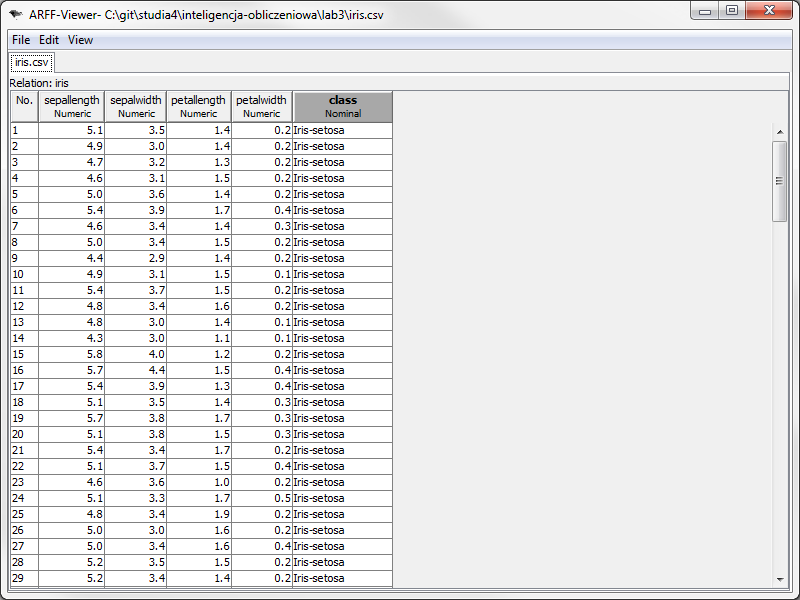 ARFF-Viewer- C:\git\studia4\inteligencja-obliczeniowa\lab3\iris.csv
File Edit View
iris.csv
Relation: iris
No. sepallength sepalwidth petallength petalwidth class
Numeric Numeric Numeric Numeric Nominal
1 5.1 3.5 1.4 0.2 Iris-setosa
2 4.9 3.0 1.4 0.2 Iris-setosa
3 4.7 3.2 1.3 0.2 Iris-setosa
4 4.6 3.1 1.5 0.2 Iris-setosa
5 5.0 3.6 1.4 0.2 Iris-setosa
6 5.4 3.9 1.7 0.4 Iris-setosa
7 4.6 3.4 1.4 0.3 Iris-setosa
8 5.0 3.4 1.5 0.2 Iris-setosa
9 4.4 2.9 1.4 0.2 Iris-setosa
10 4.9 3.1 1.5 0.1 Iris-setosa
11 5.4 3.7 1.5 0.2 Iris-setosa
12 4.8 3.4 1.6 0.2 Iris-setosa
13 4.8 3.0 1.4 0.1 Iris-setosa
14 4.3 3.0 1.1 0.1 Iris-setosa
15 5.8 4.0 1.2 0.2 Iris-setosa
16 5.7 4.4 1.5 0.4 Iris-setosa
17 5.4 3.9 1.3 0.4 Iris-setosa
18 5.1 3.5 1.4 0.3 Iris-setosa
19 5.7 3.8 1.7 0.3 Iris-setosa
20 5.1 3.8 1.5 0.3 Iris-setosa
21 5.4 3.4 1.7 0.2 Iris-setosa
22 5.1 3.7 1.5 0.4 Iris-setosa
23 4.6 3.6 1.0 0.2 Iris-setosa
24 5.1 3.3 1.7 0.5 Iris-setosa
25 4.8 3.4 1.9 0.2 Iris-setosa
26 5.0 3.0 1.6 0.2 Iris-setosa
27 5.0 3.4 1.6 0.4 Iris-setosa
28 5.2 3.5 1.5 0.2 Iris-setosa
29 5.2 3.4 1.4 0.2 Iris-setosa